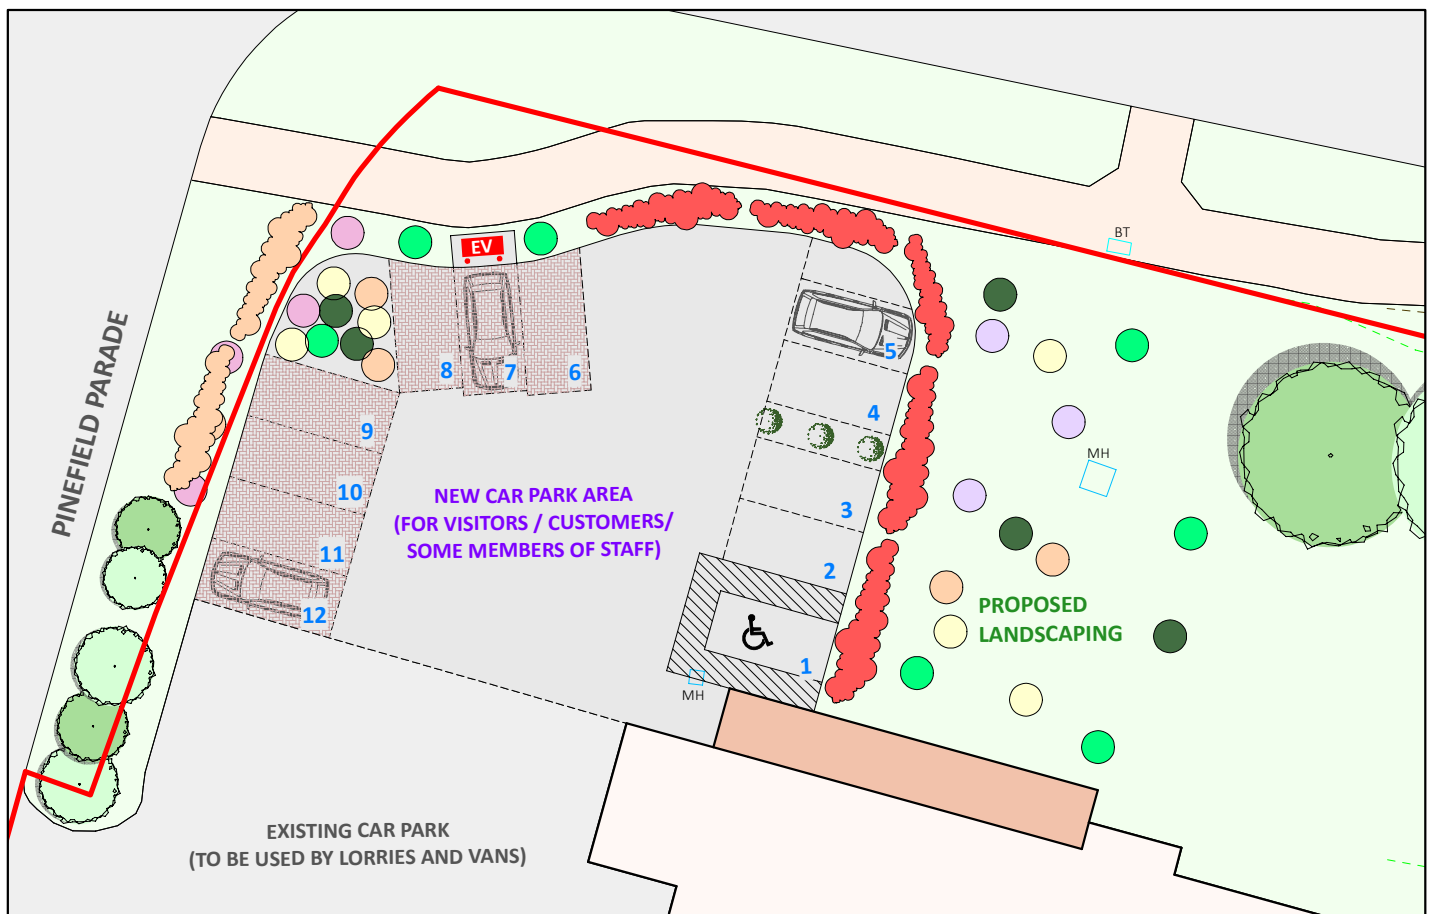 EV
BT
5
8
7
6
4
9
MH
10
NEW CAR PARK AREA
(FOR VISITORS / CUSTOMERS/
SOME MEMBERS OF STAFF)
3
PINEFIELD PARADE
11
2
12
PROPOSED
LANDSCAPING
1
MH
EXISTING CAR PARK
(TO BE USED BY LORRIES AND VANS)